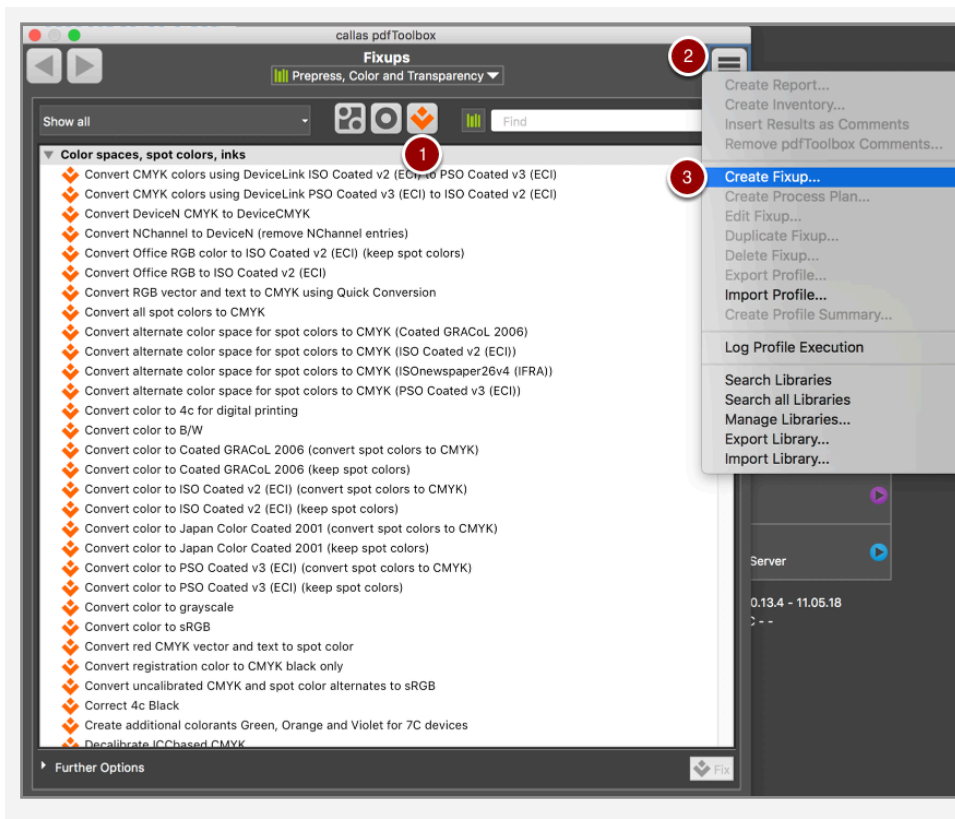 callas pdfToolbox
Fixups
Prepress, Color and Transparency
2
Show all
Find
1
Color spaces, spot colors, inks
Convert CMYK colors using DeviceLink ISO Coated v2 (ECI) to PSO Coated v3 (ECI)
Convert CMYK colors using DeviceLink PSO Coated v3 (ECI) to ISO Coated v2 (ECI)
Convert DeviceN CMYK to DeviceCMYK
Convert NChannel to DeviceN (remove NChannel entries)
Convert Office RGB color to ISO Coated v2 (ECI) (keep spot colors)
Convert Office RGB to ISO Coated v2 (ECI)
Convert RGB vector and text to CMYK using Quick Conversion
Convert all spot colors to CMYK
Convert alternate color space for spot colors to CMYK (Coated GRACoL 2006)
Convert alternate color space for spot colors to CMYK (ISO Coated v2 (ECI))
Convert alternate color space for spot colors to CMYK (ISOnewspaper26v4 (IFRA))
Convert alternate color space for spot colors to CMYK (PSO Coated v3 (ECI))
Convert color to 4c for digital printing
Convert color to B/W
Convert color to Coated GRACoL 2006 (convert spot colors to CMYK)
Convert color to Coated GRACoL 2006 (keep spot colors)
Convert color to ISO Coated v2 (ECI) (convert spot colors to CMYK)
Convert color to ISO Coated v2 (ECI) (keep spot colors)
Convert color to Japan Color Coated 2001 (convert spot colors to CMYK)
Convert color to Japan Color Coated 2001 (keep spot colors)
Convert color to PSO Coated v3 (ECI) (convert spot colors to CMYK)
Convert color to PSO Coated v3 (ECI) (keep spot colors)
Convert color to grayscale
Convert color to sRGB
Convert red CMYK vector and text to spot color
Convert registration color to CMYK black only
Convert uncalibrated CMYK and spot color alternates to sRGB
Correct 4c Black
Create additional colorants Green, Orange and Violet for 7C devices
Decalibrate ICCbased CMYK
Further Options
Fix
Create Report...
Create Inventory...
Insert Results as Comments
Remove pdfToolbox Comments...
3
Create Fixup...
Create Process Plan...
Edit Fixup...
Duplicate Fixup...
Delete Fixup...
Export Profile...
Import Profile...
Create Profile Summary...
Log Profile Execution
Search Libraries
Search all Libraries
Manage Libraries...
Export Library...
Import Library...
Server
0.13.4 - 11.05.18